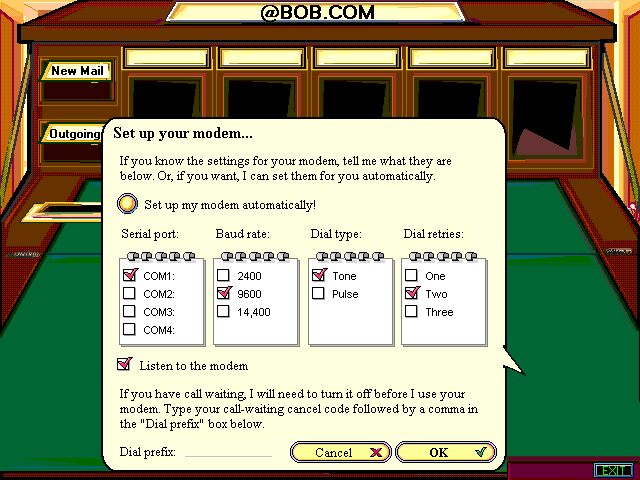 @BOB.COM
New Mail
Outgoing
Set up your modem...
If you know the settings for your modem, tell me what they are
below. Or, if you want, I can set them for you automatically.
Set up my modem automatically!
Serial port: Baud rate: Dial type: Dial retries:
COM1: 2400 Tone One
COM2: 9600 Pulse Two
COM3: 14,400 Three
COM4:
Listen to the modem
If you have call waiting, I will need to turn it off before I use your
modem. Type your call-waiting cancel code followed by a comma in
the "Dial prefix" box below.
Dial prefix: Cancel OK
EXIT